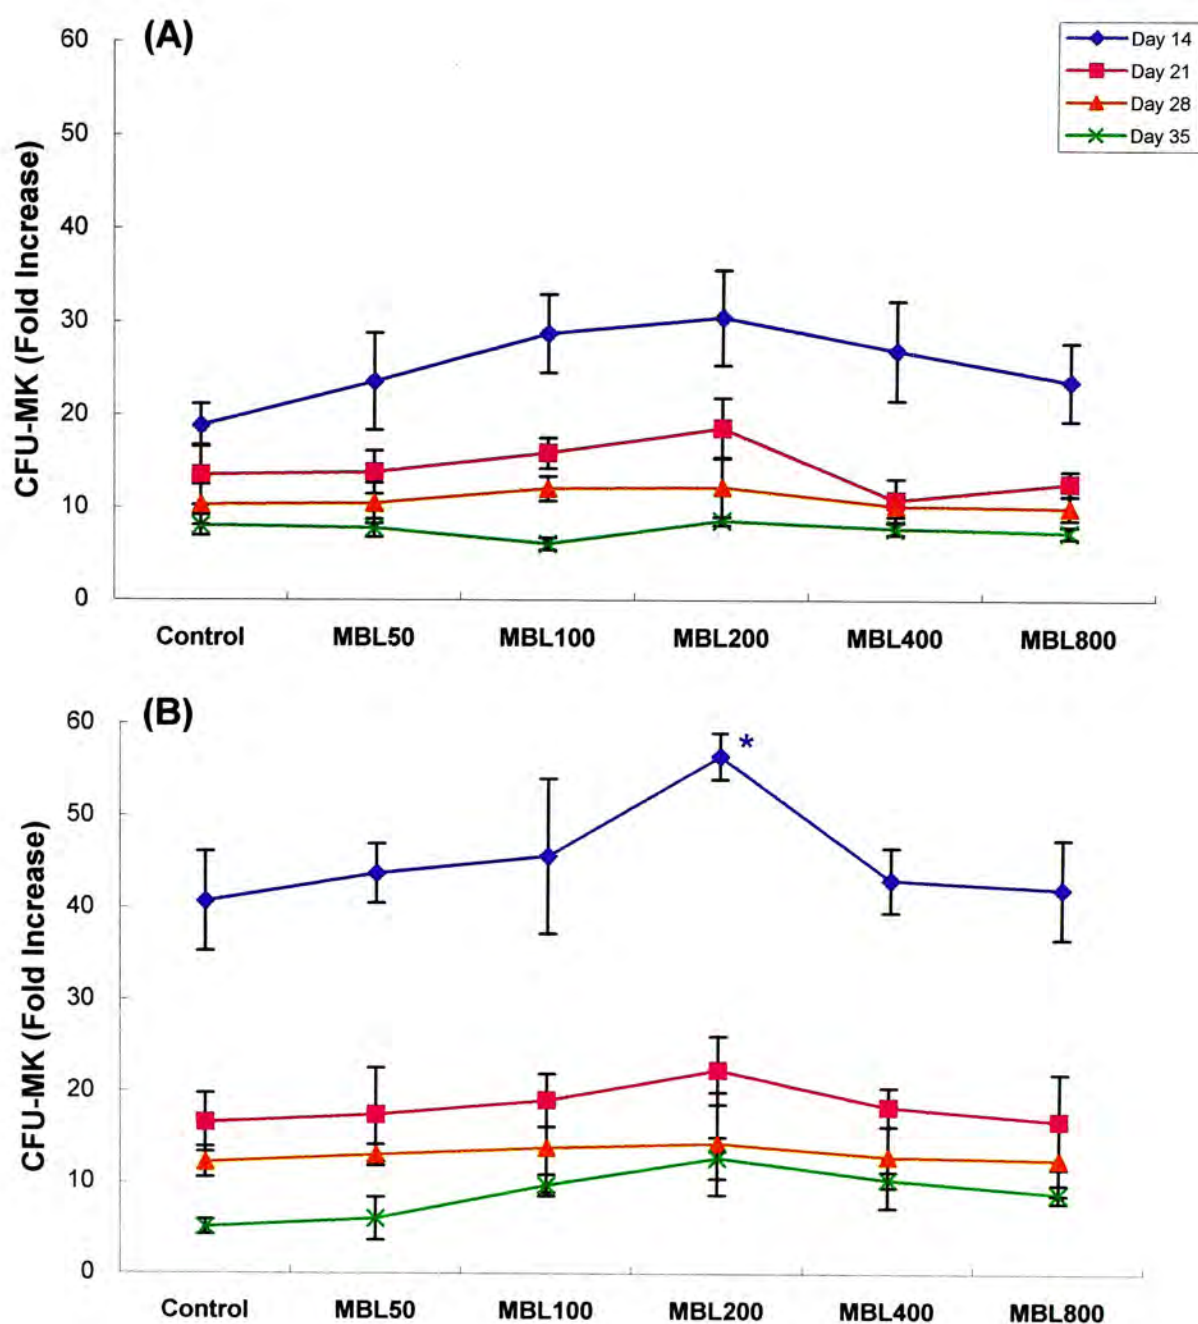 (A)
Day 14
Day 21
Day 28
Day 35
CFU-MK (Fold Increase)
60
50
40
30
20
10
0
Control MBL50 MBL100 MBL200 MBL400 MBL800
(B)
*
CFU-MK (Fold Increase)
60
50
40
30
20
10
0
Control MBL50 MBL100 MBL200 MBL400 MBL800